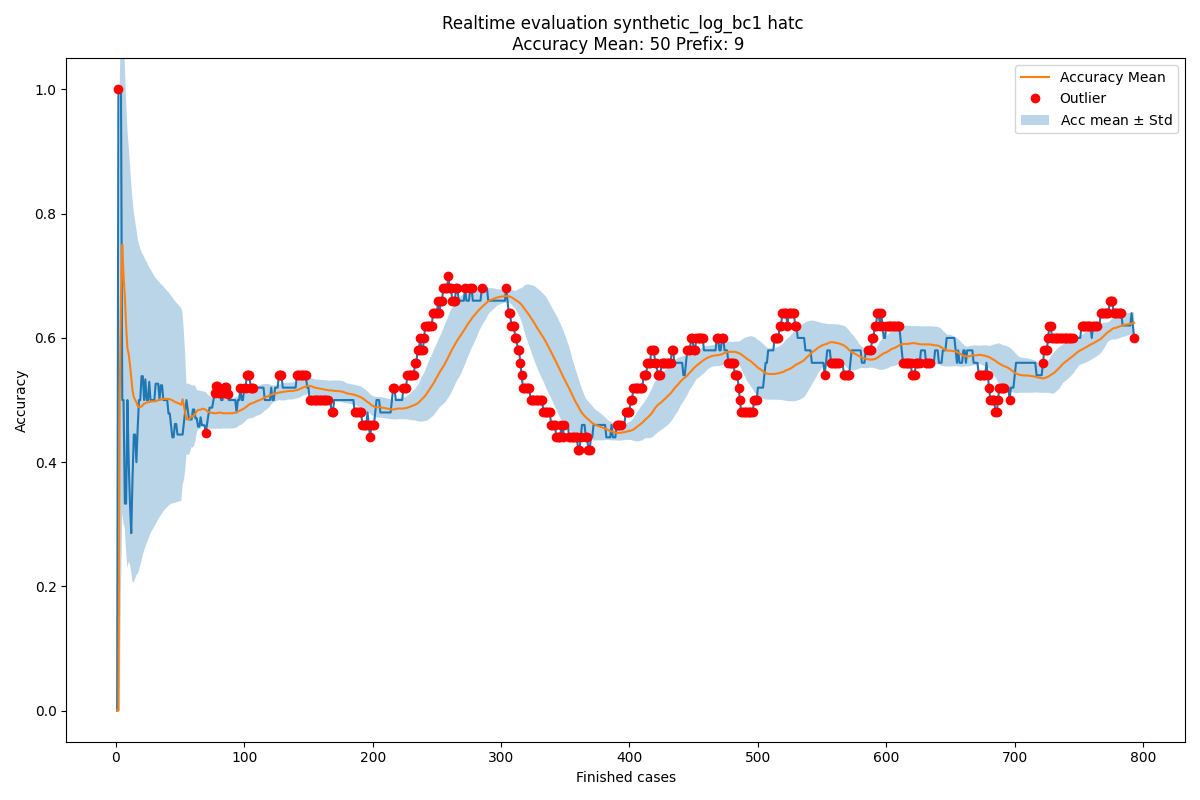 Realtime evaluation synthetic_log_bc1 hatc
Accuracy Mean: 50 Prefix: 9
Accuracy Mean
Outlier
Acc mean ± Std
Accuracy
1.0
0.8
0.6
0.4
0.2
0.0
0 100 200 300 400 500 600 700 800
Finished cases